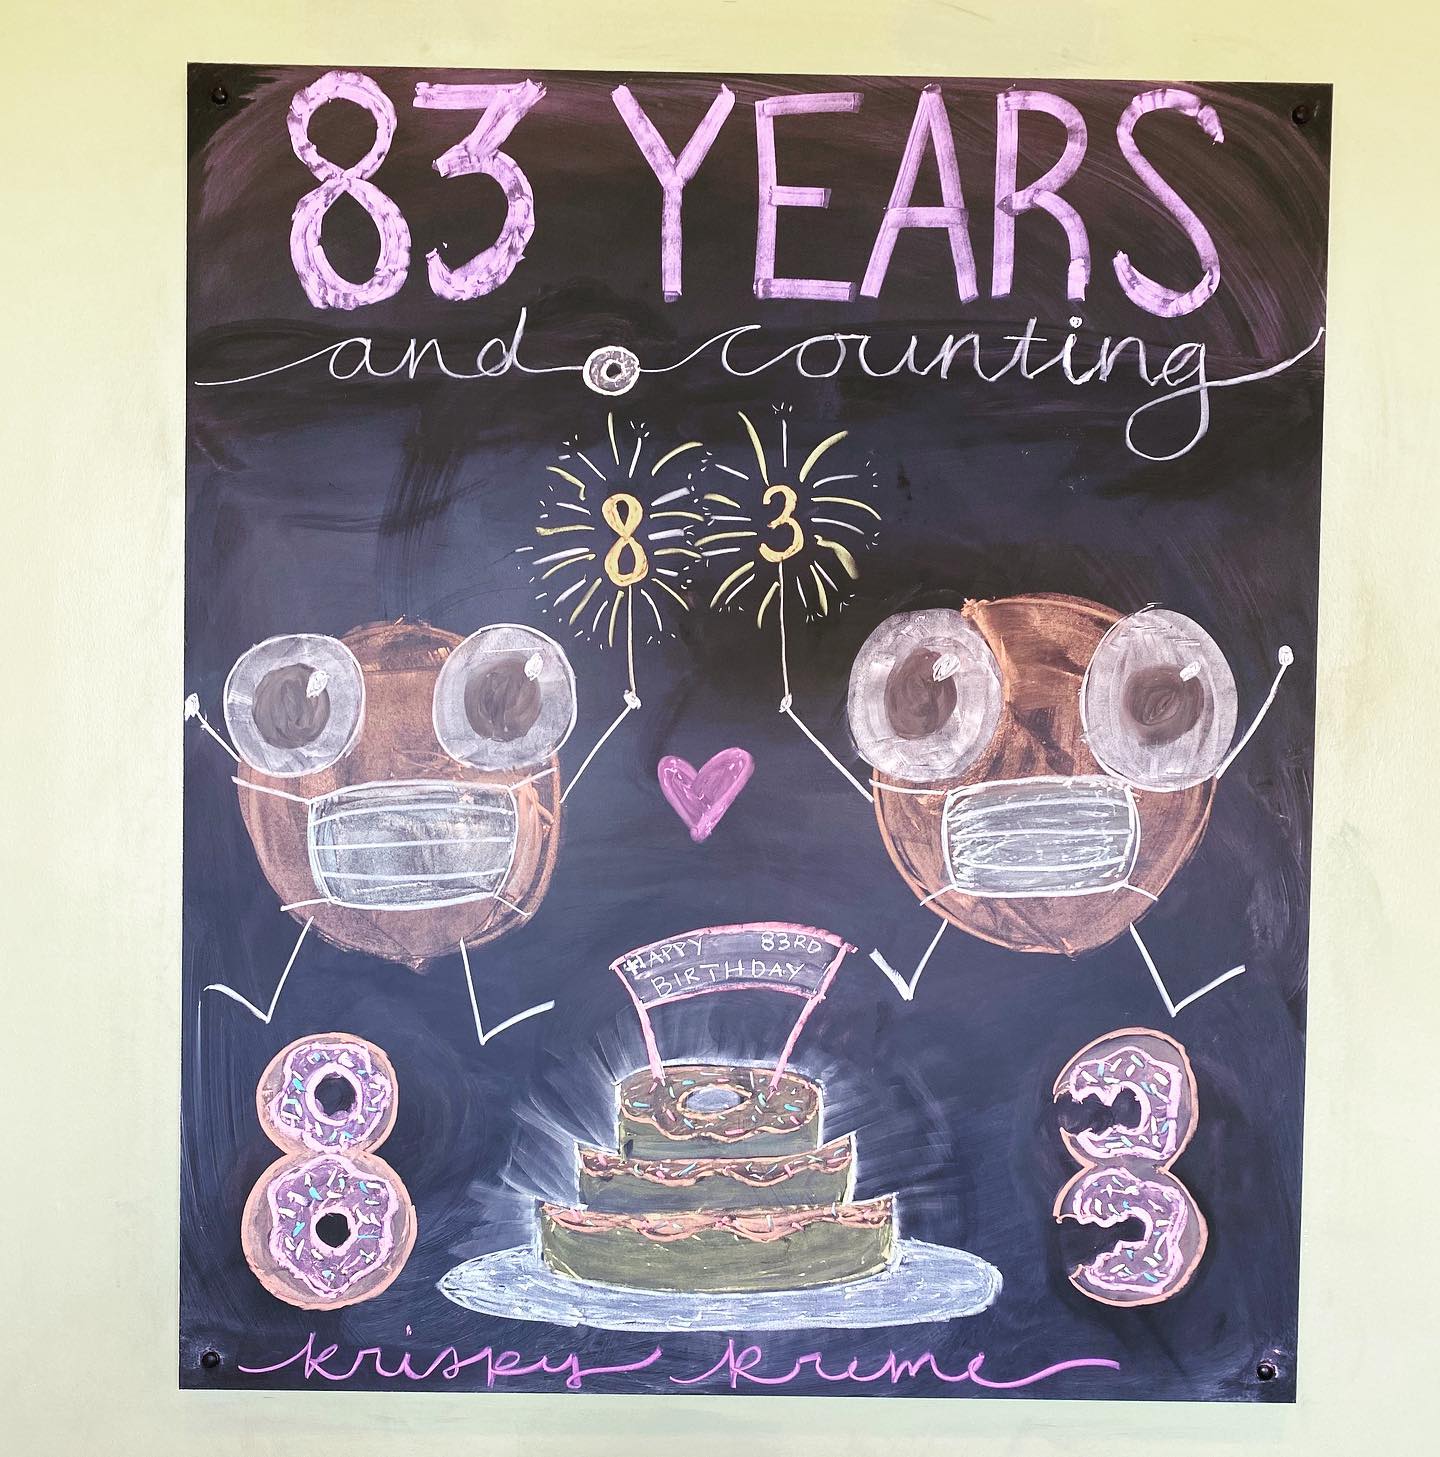 83 YEARS
and counting
8 3
HAPPY 83RD
BIRTHDAY
8 3
krispy kreme